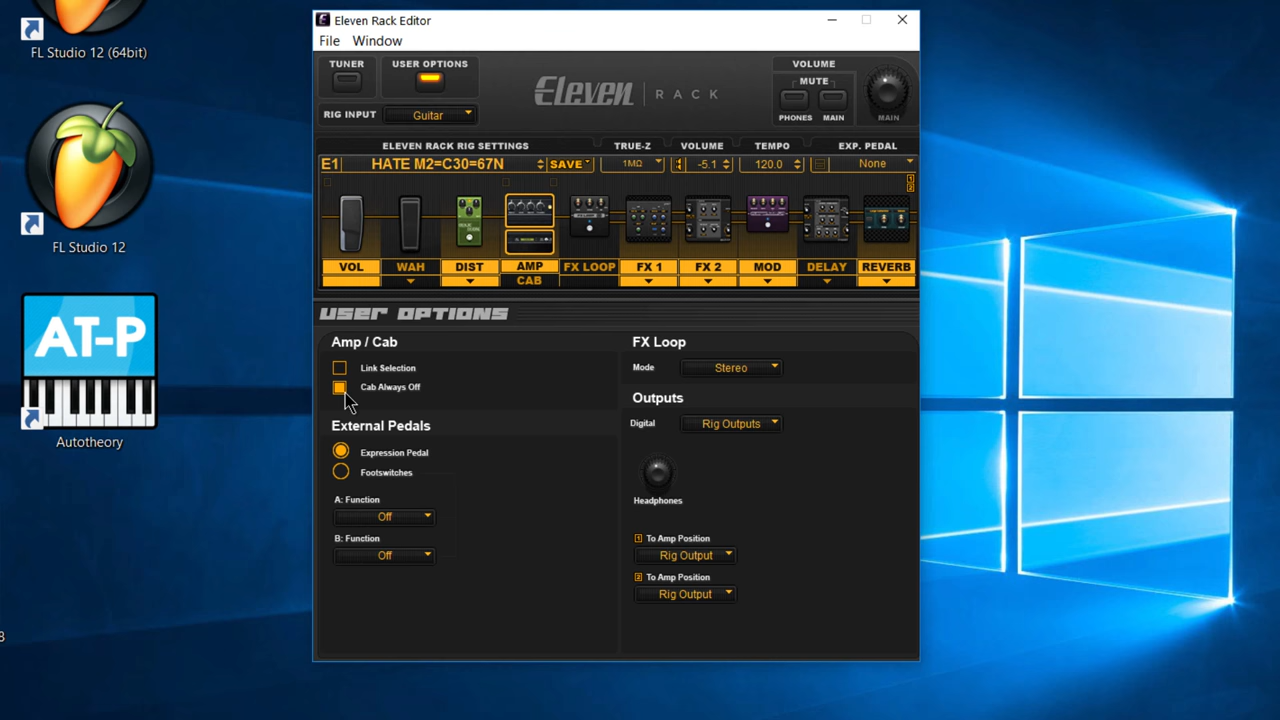 FL Studio 12 (64bit)
FL Studio 12
AT-P
Autotheory
8
Eleven Rack Editor
File Window
TUNER
USER OPTIONS
RIG INPUT
Guitar
Eleven | RACK
VOLUME
MUTE
PHONES
MAIN
MAIN
ELEVEN RACK RIG SETTINGS
TRUE-Z
VOLUME
TEMPO
EXP. PEDAL
E1
HATE M2=C30=67N
SAVE
1MΩ
-5.1
120.0
None
1
2
VOL
WAH
DIST
AMP
CAB
FX LOOP
FX 1
FX 2
MOD
DELAY
REVERB
USER OPTIONS
Amp / Cab
Link Selection
Cab Always Off
External Pedals
Expression Pedal
Footswitches
A: Function
Off
B: Function
Off
FX Loop
Mode
Stereo
Outputs
Digital
Rig Outputs
Headphones
1 To Amp Position
Rig Output
2 To Amp Position
Rig Output